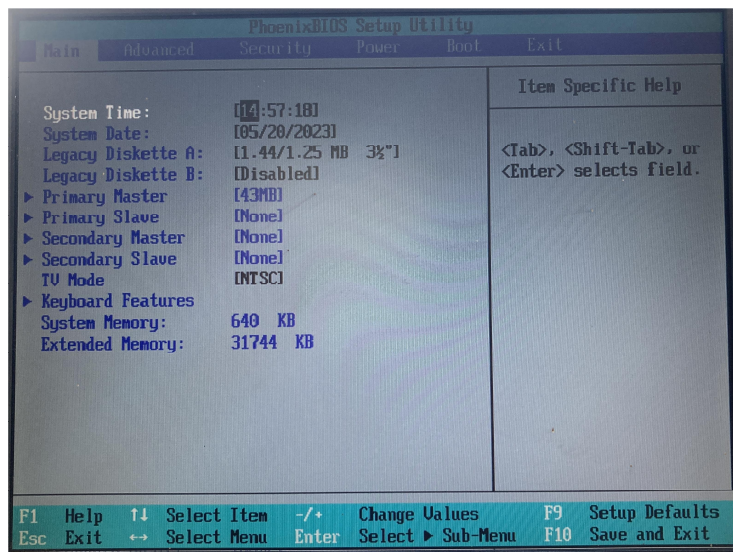 PhoenixBIOS Setup Utility
Main Advanced Security Power Boot Exit
Item Specific Help
System Time: [14:57:18]
System Date: [05/20/2023]
Legacy Diskette A: [1.44/1.25 MB 3½"]
Legacy Diskette B: [Disabled]
▶ Primary Master [43MB]
▶ Primary Slave [None]
▶ Secondary Master [None]
▶ Secondary Slave [None]
TV Mode [NTSC]
▶ Keyboard Features
System Memory: 640 KB
Extended Memory: 31744 KB
<Tab>, <Shift-Tab>, or
<Enter> selects field.
F1 Help ↑↓ Select Item -/+ Change Values F9 Setup Defaults
Esc Exit ↔ Select Menu Enter Select ▶ Sub-Menu F10 Save and Exit